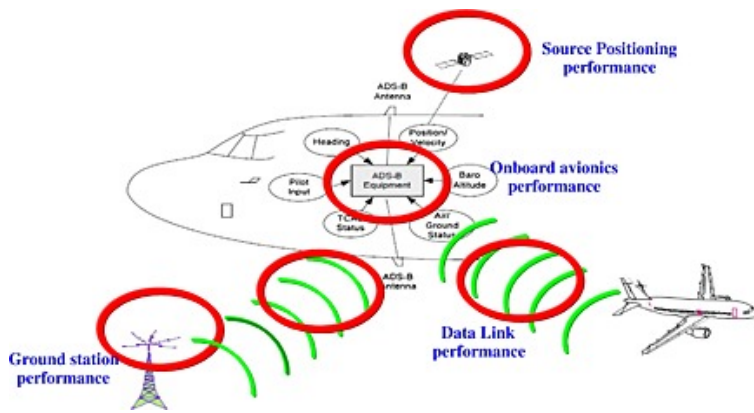 Source Positioning
performance
ADS-B
Antenna
Heading
Position/
Velocity
Onboard avionics
performance
Pilot
Input
ADS-B
Equipment
Baro
Altitude
Status
Air/
Ground
Status
ADS-B
Antenna
Data Link
performance
Ground station
performance